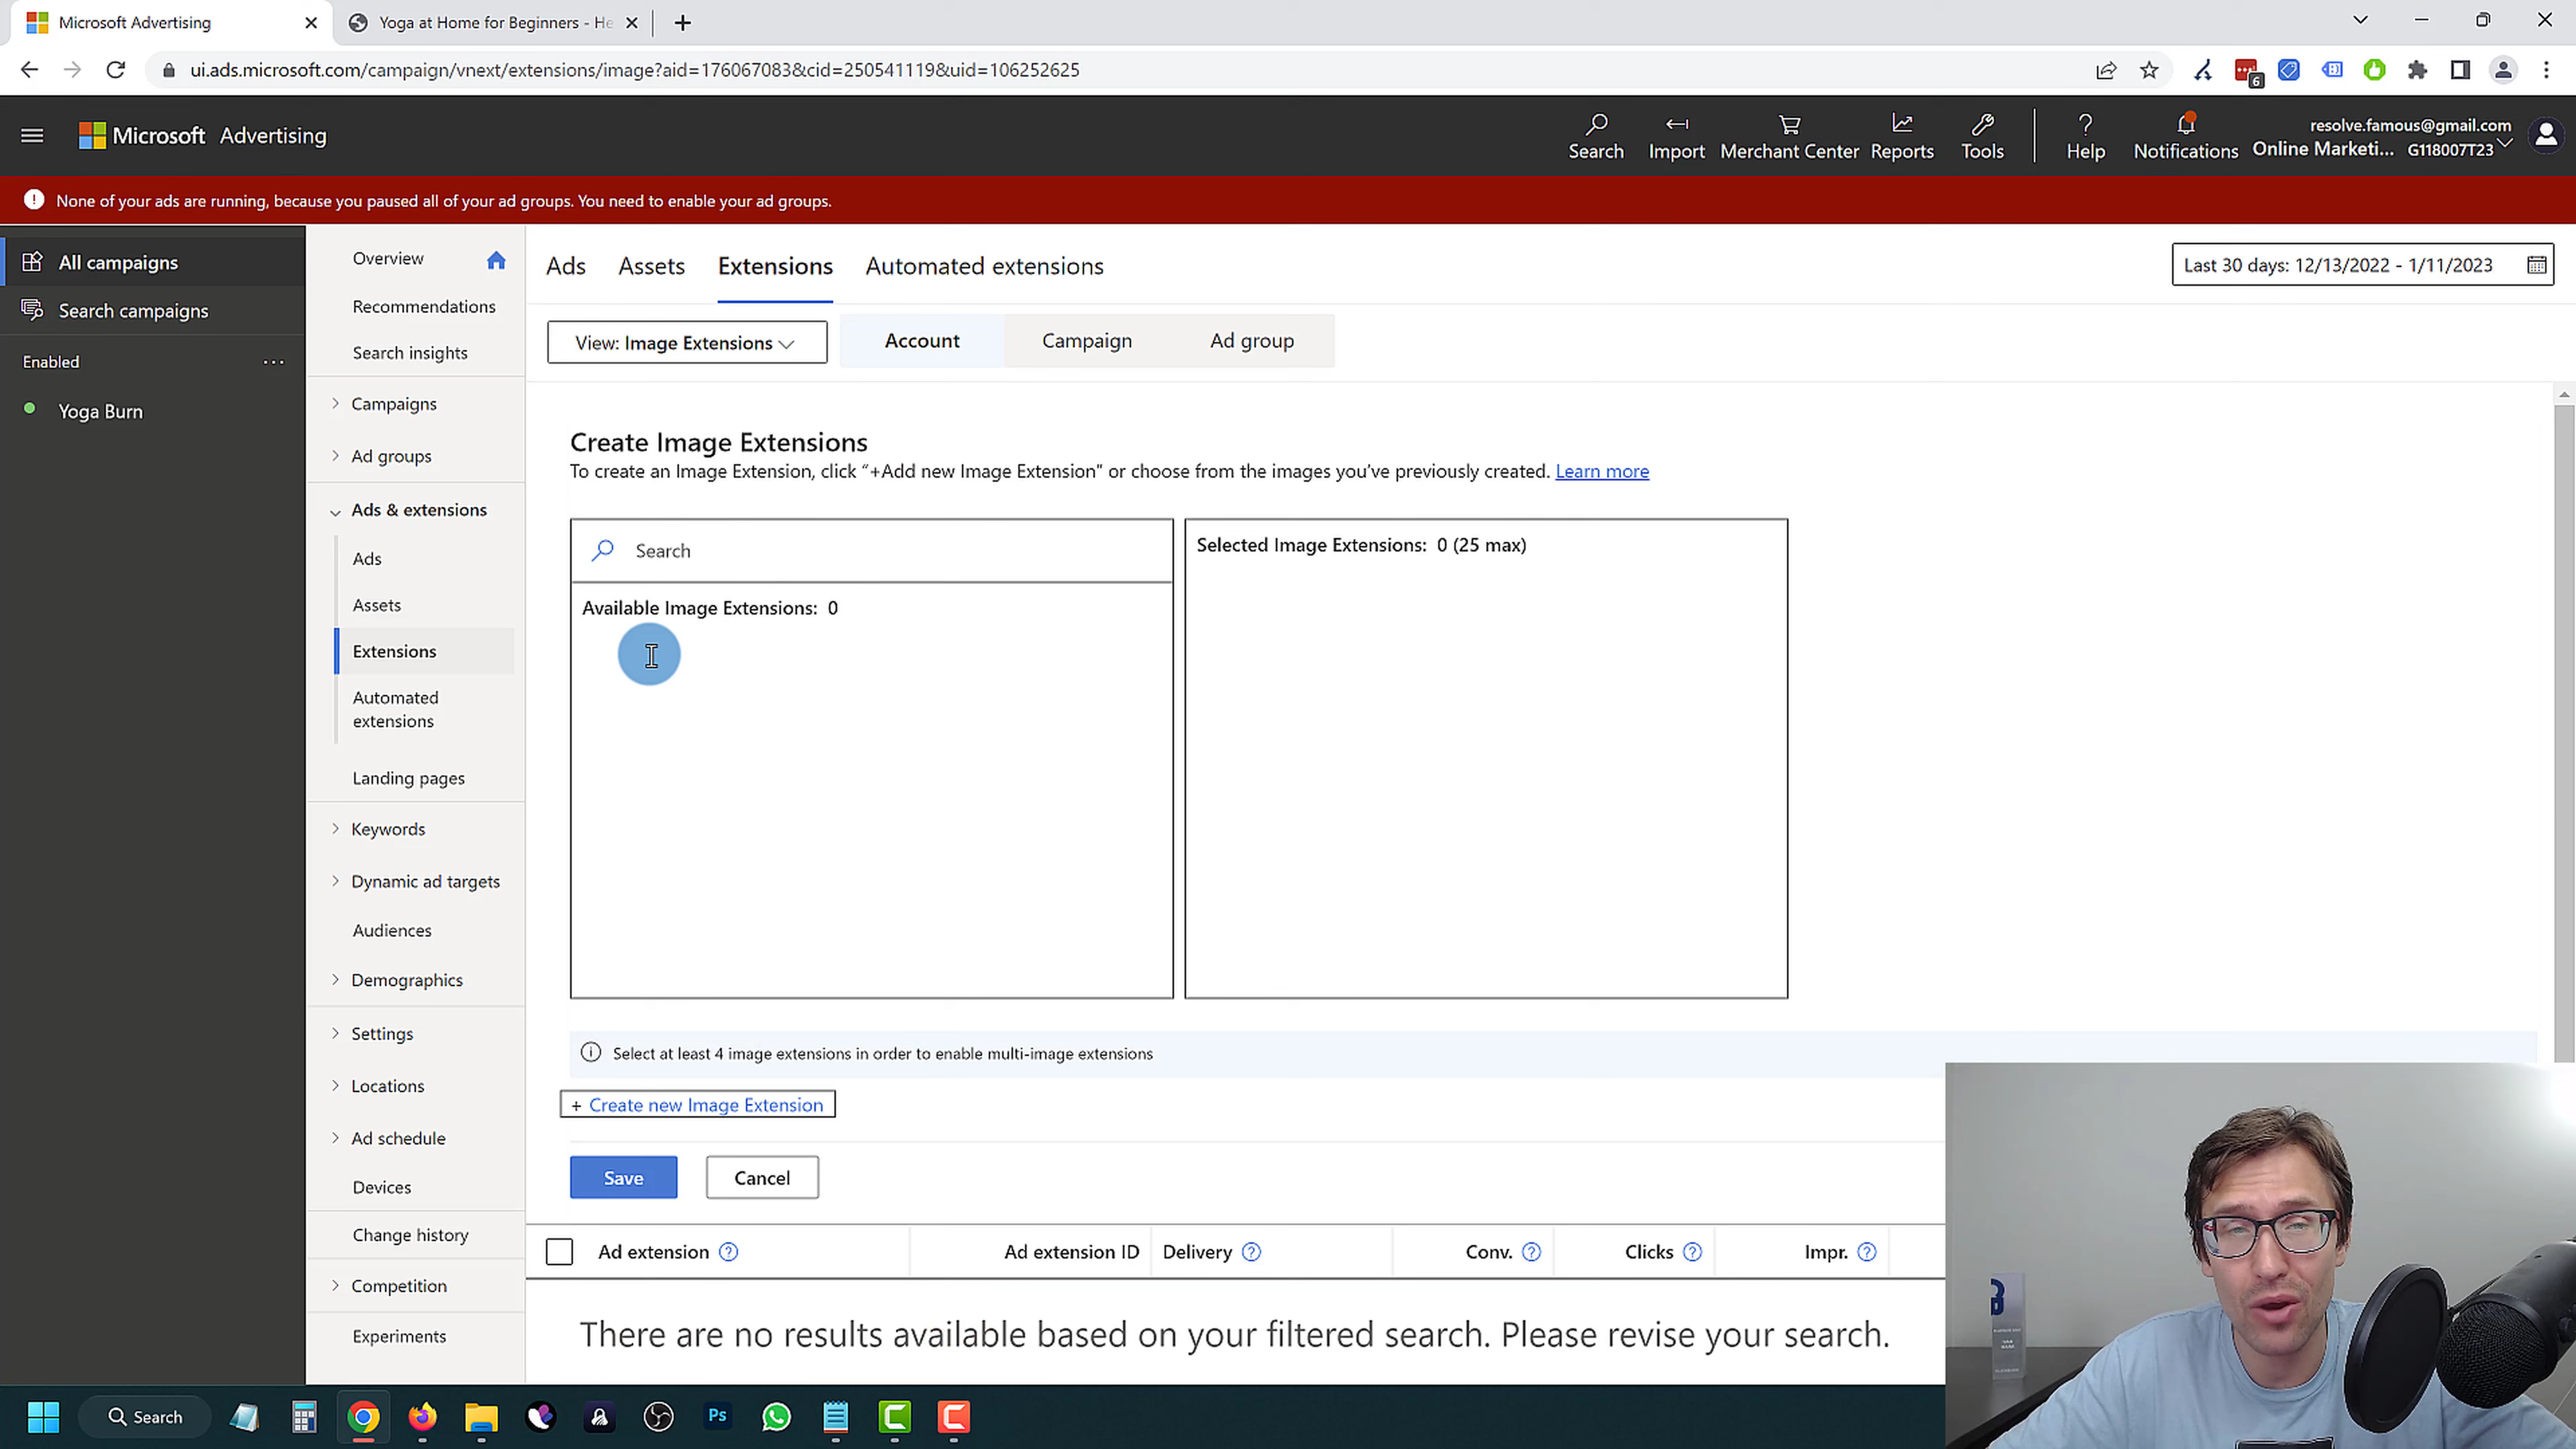 Microsoft Advertising
Yoga at Home for Beginners - He
ui.ads.microsoft.com/campaign/vnext/extensions/image?aid=176067083&cid=250541119&uid=106252625
6
Microsoft Advertising
Search
Import
Merchant Center
Reports
Tools
Help
Notifications
resolve.famous@gmail.com
Online Marketi... G118007T23
None of your ads are running, because you paused all of your ad groups. You need to enable your ad groups.
All campaigns
Search campaigns
Enabled
Yoga Burn
Overview
Recommendations
Search insights
Campaigns
Ad groups
Ads & extensions
Ads
Assets
Extensions
Automated
extensions
Landing pages
Keywords
Dynamic ad targets
Audiences
Demographics
Settings
Locations
Ad schedule
Devices
Change history
Competition
Experiments
Ads
Assets
Extensions
Automated extensions
Last 30 days: 12/13/2022 - 1/11/2023
View: Image Extensions
Account
Campaign
Ad group
Create Image Extensions
To create an Image Extension, click “+Add new Image Extension" or choose from the images you’ve previously created. Learn more
Search
Available Image Extensions: 0
Selected Image Extensions: 0 (25 max)
Select at least 4 image extensions in order to enable multi-image extensions
+ Create new Image Extension
Save
Cancel
Ad extension
Ad extension ID
Delivery
Conv.
Clicks
Impr.
There are no results available based on your filtered search. Please revise your search.
Search
Ps